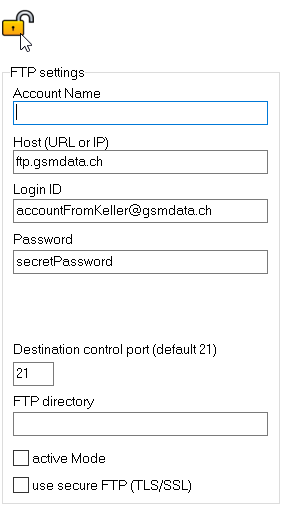 FTP settings
Account Name
Host (URL or IP)
ftp.gsmdata.ch
Login ID
accountFromKeller@gsmdata.ch
Password
secretPassword
Destination control port (default 21)
21
FTP directory
active Mode
use secure FTP (TLS/SSL)